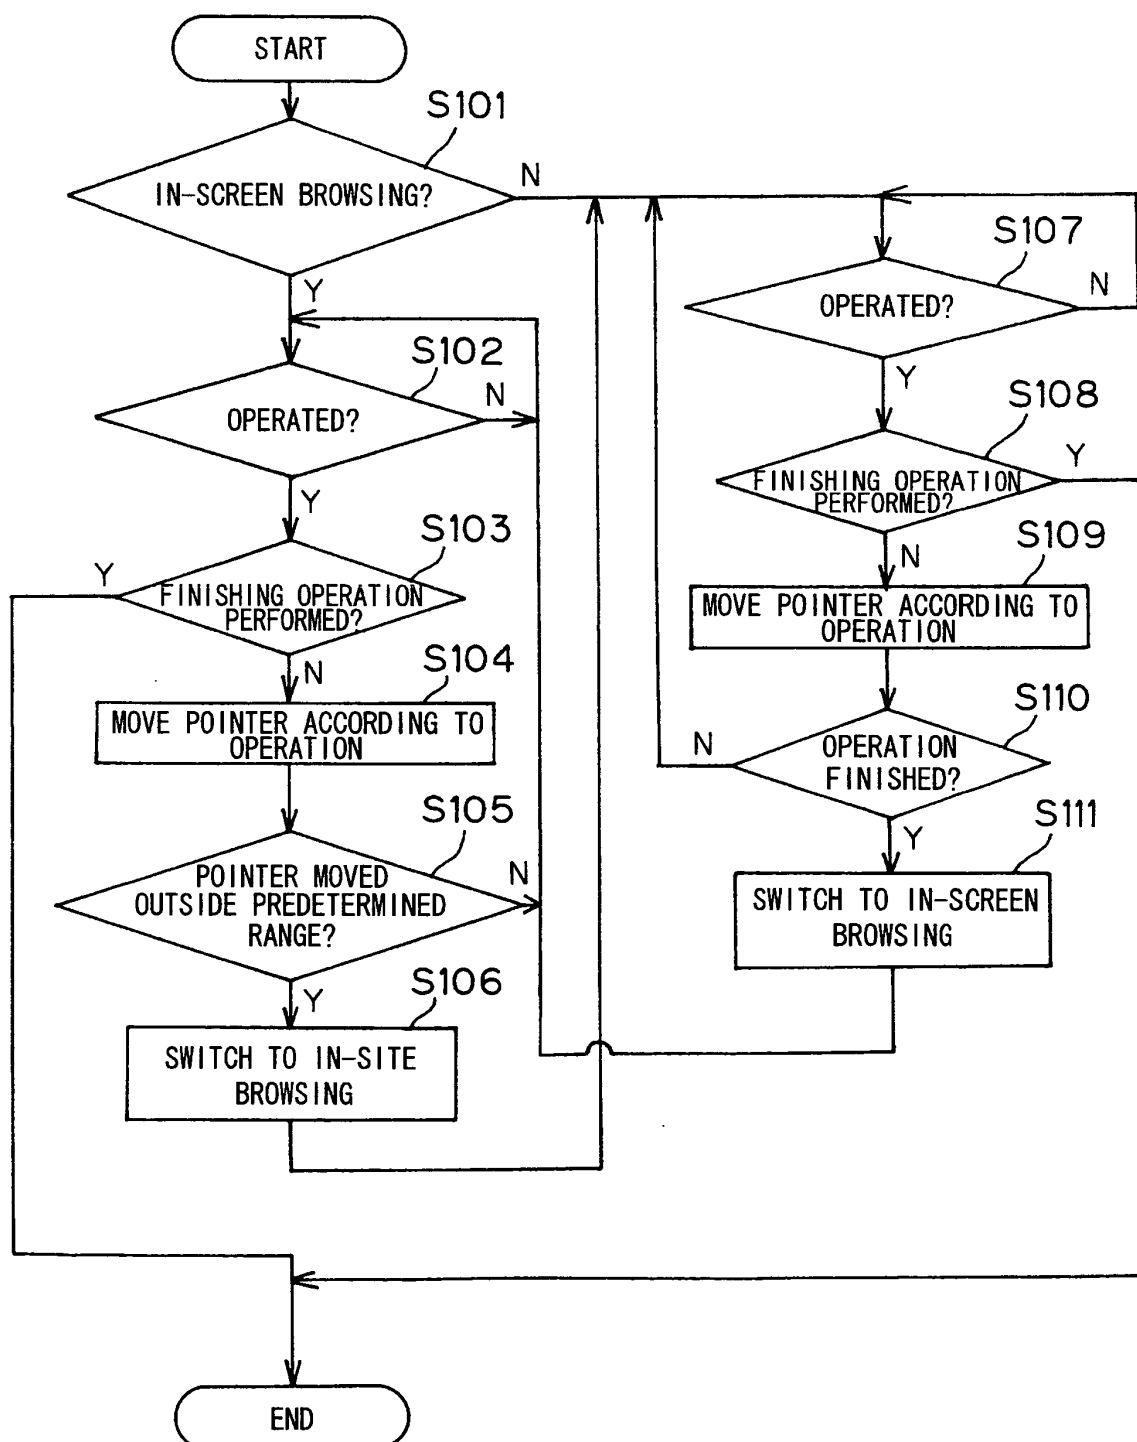 START
S101
IN-SCREEN BROWSING?
N
Y
S102
OPERATED?
N
Y
S103
Y
FINISHING OPERATION
PERFORMED?
N
S104
MOVE POINTER ACCORDING TO
OPERATION
S105
POINTER MOVED
OUTSIDE PREDETERMINED
RANGE?
N
Y
S106
SWITCH TO IN-SITE
BROWSING
S107
OPERATED?
N
Y
S108
FINISHING OPERATION
PERFORMED?
Y
N
S109
MOVE POINTER ACCORDING TO
OPERATION
S110
OPERATION
FINISHED?
N
Y
S111
SWITCH TO IN-SCREEN
BROWSING
END